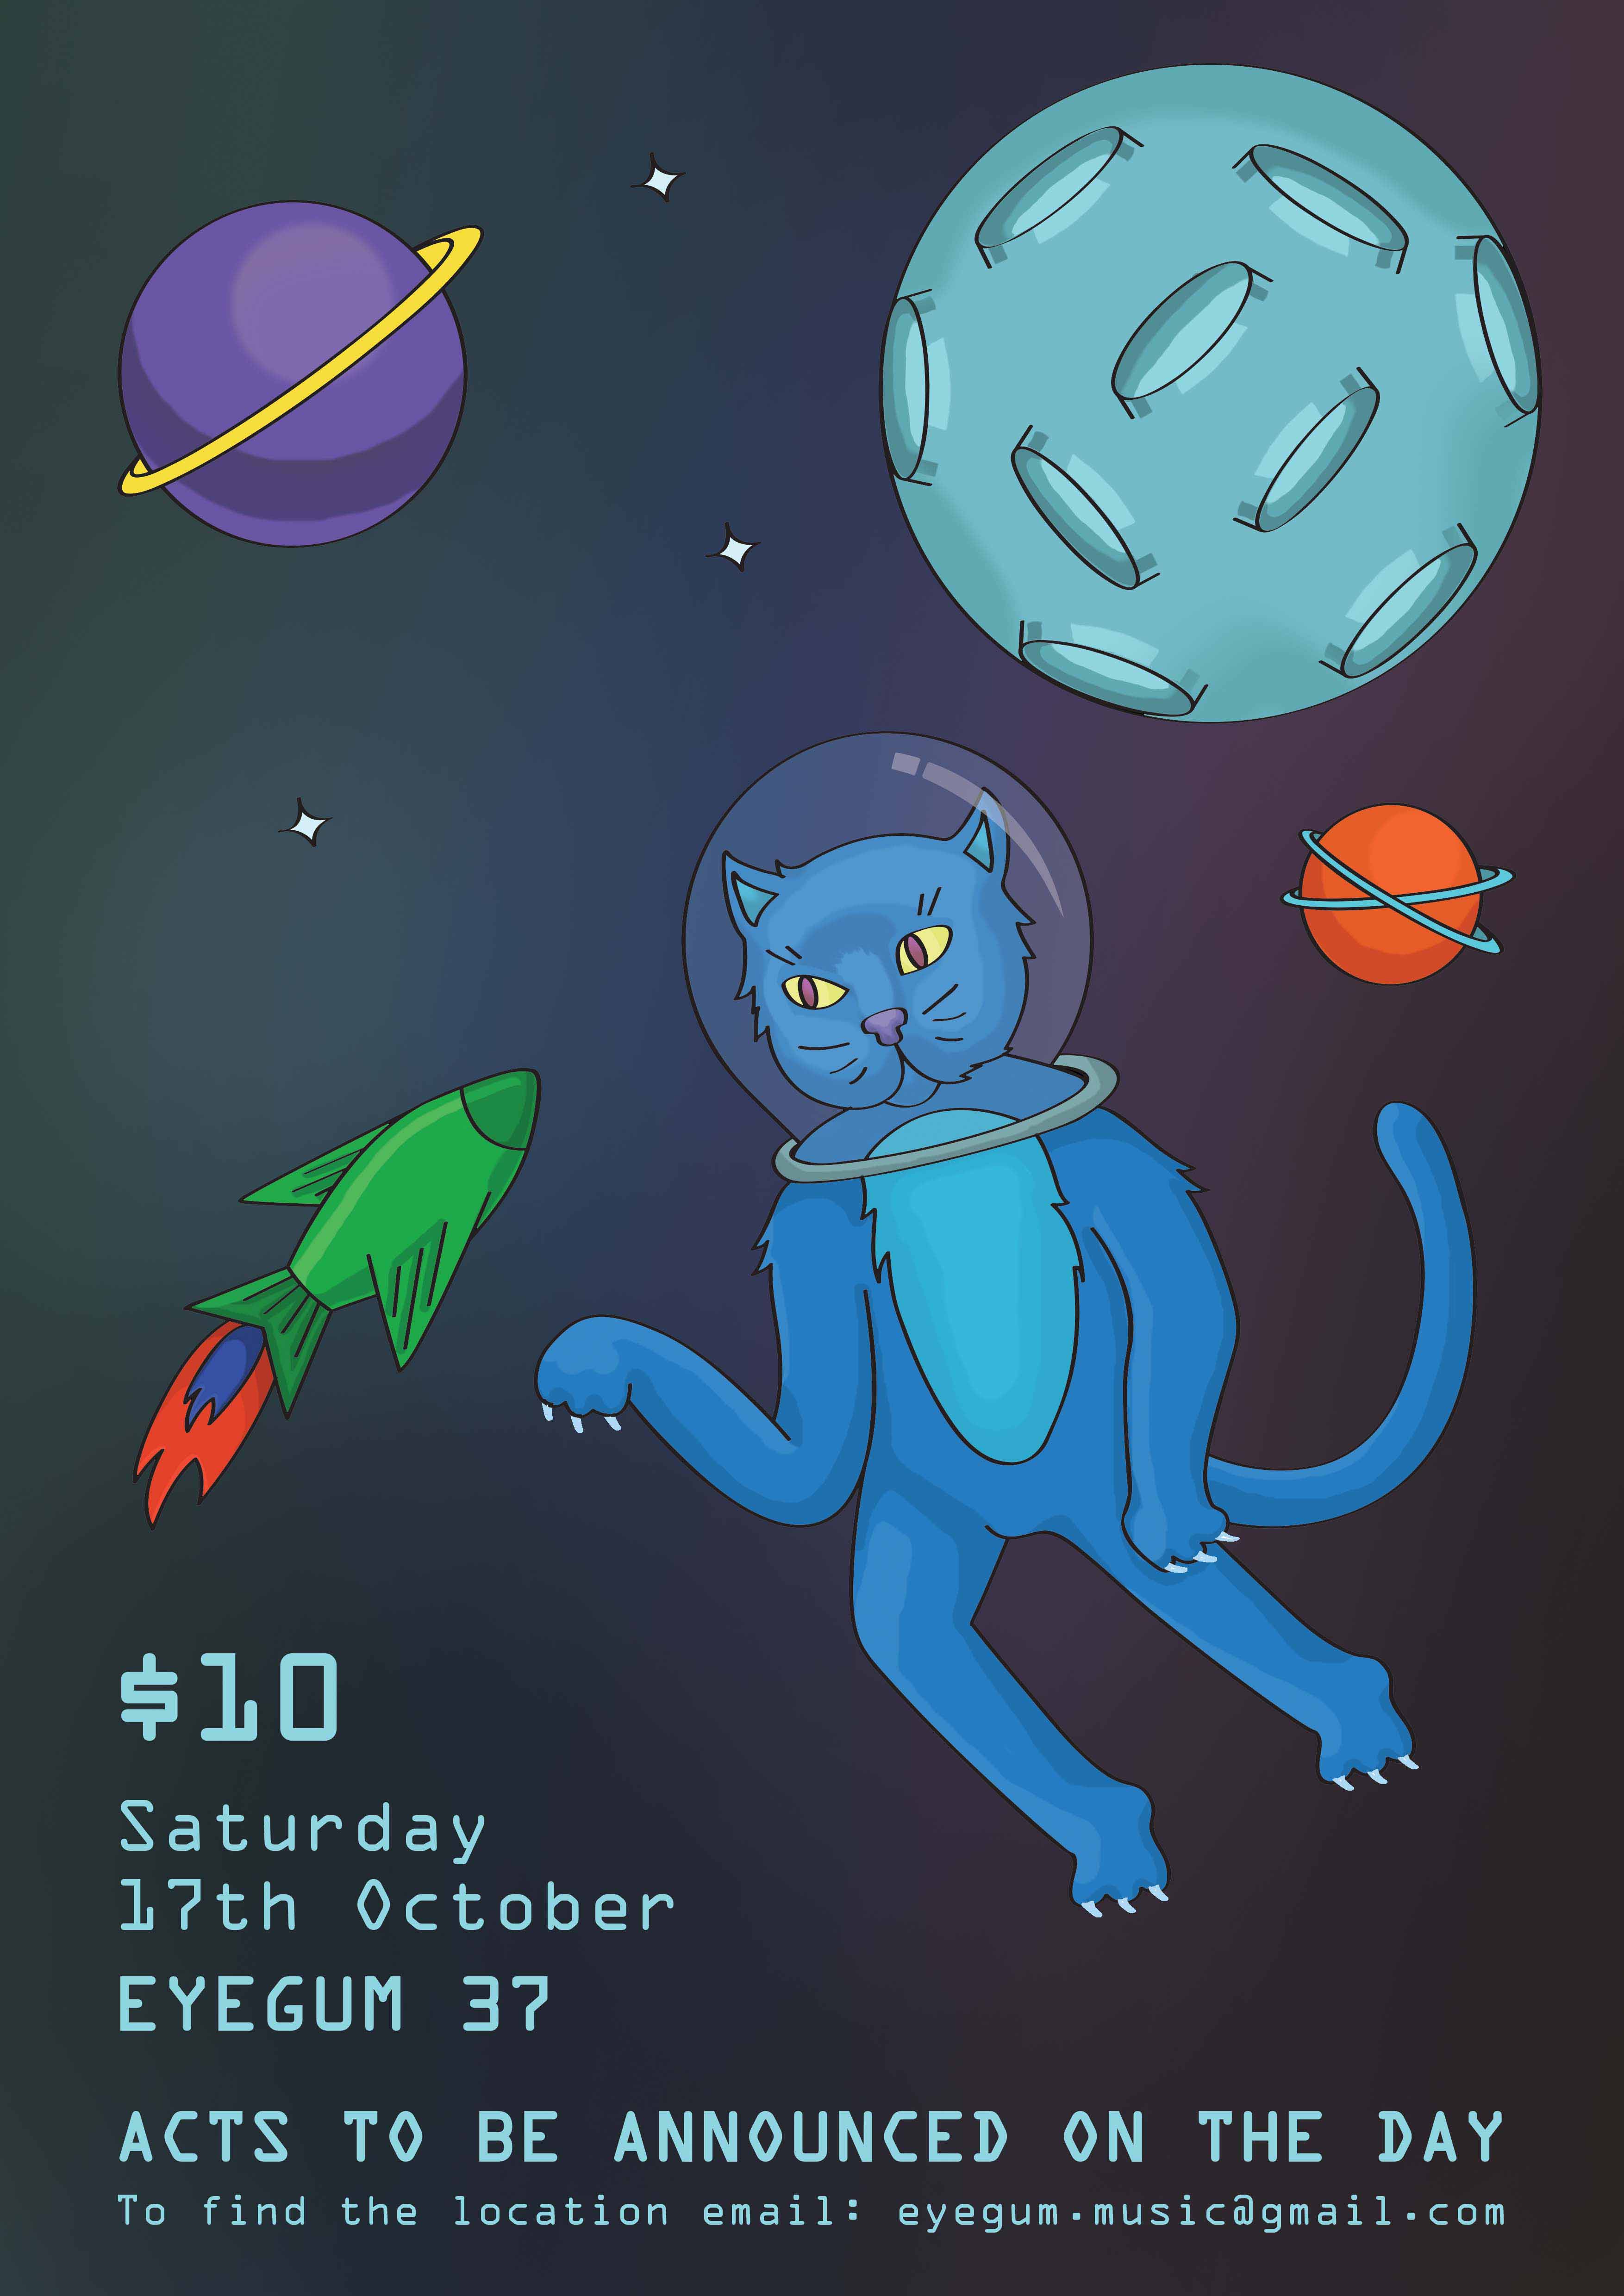 $10
Saturday
17th October
EYEGUM 37
ACTS TO BE ANNOUNCED ON THE DAY
To find the location email: eyegum.music@gmail.com